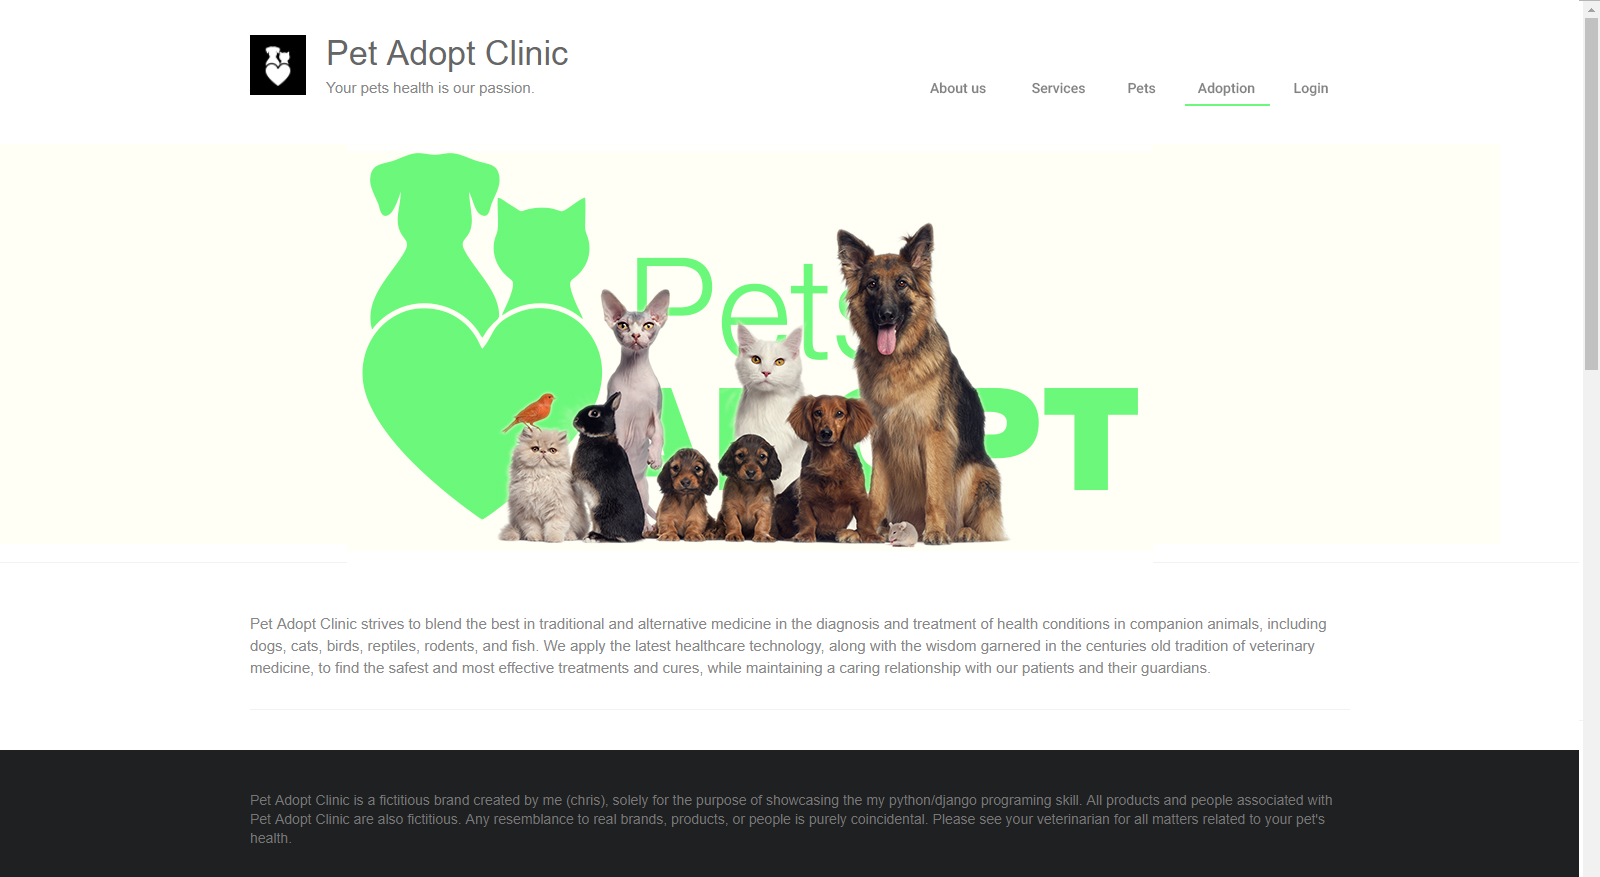 Pet Adopt Clinic
Your pets health is our passion.
About us Services Pets Adoption Login
Pets
ADOPT
Pet Adopt Clinic strives to blend the best in traditional and alternative medicine in the diagnosis and treatment of health conditions in companion animals, including
dogs, cats, birds, reptiles, rodents, and fish. We apply the latest healthcare technology, along with the wisdom garnered in the centuries old tradition of veterinary
medicine, to find the safest and most effective treatments and cures, while maintaining a caring relationship with our patients and their guardians.
Pet Adopt Clinic is a fictitious brand created by me (chris), solely for the purpose of showcasing the my python/django programing skill. All products and people associated with
Pet Adopt Clinic are also fictitious. Any resemblance to real brands, products, or people is purely coincidental. Please see your veterinarian for all matters related to your pet's
health.